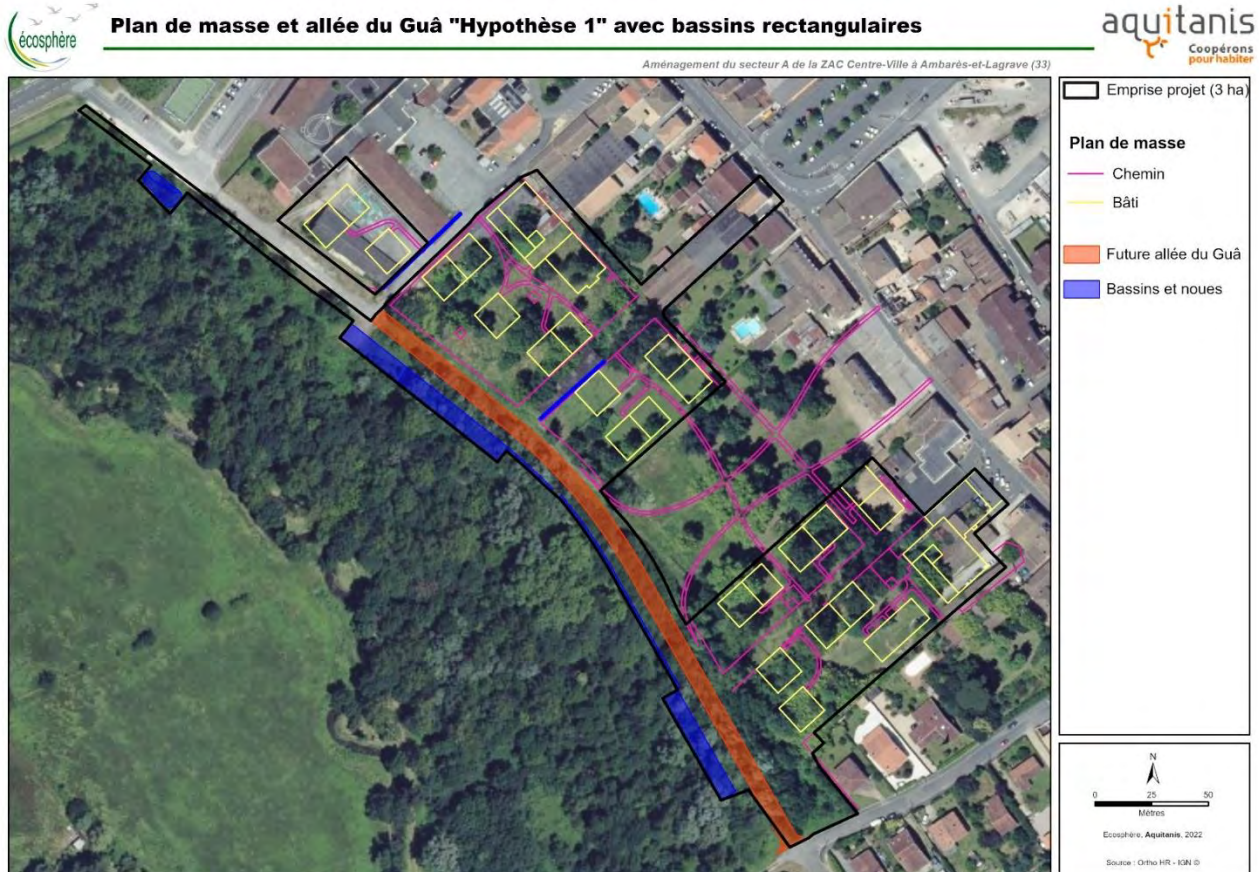 écosphère
Plan de masse et allée du Guâ "Hypothèse 1" avec bassins rectangulaires
aquitanis
Coopérons
pour habiter
Aménagement du secteur A de la ZAC Centre-Ville à Ambarès-et-Lagrave (33)
Emprise projet (3 ha)
Plan de masse
Chemin
Bâti
Future allée du Guâ
Bassins et noues
N
0 25 50
Mètres
Ecosphère, Aquitanis, 2022
Source : Ortho HR - IGN ©